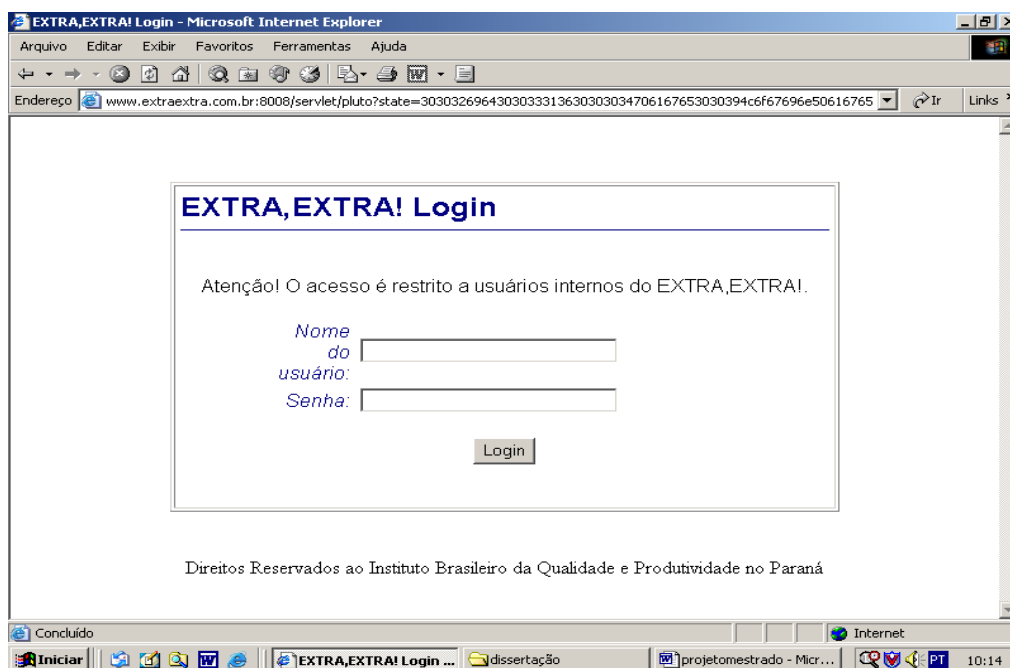 EXTRA,EXTRA! Login - Microsoft Internet Explorer
Arquivo Editar Exibir Favoritos Ferramentas Ajuda
Endereço www.extraextra.com.br:8008/servlet/pluto?state=3030326964303033313630303034706167653030394c6f67696e50616765 Ir Links
EXTRA,EXTRA! Login
Atenção! O acesso é restrito a usuários internos do EXTRA,EXTRA!.
Nome
do
usuário:
Senha:
Login
Direitos Reservados ao Instituto Brasileiro da Qualidade e Produtividade no Paraná
Concluído Internet
Iniciar EXTRA,EXTRA! Login ... dissertação projetomestrado - Micr... PT 10:14